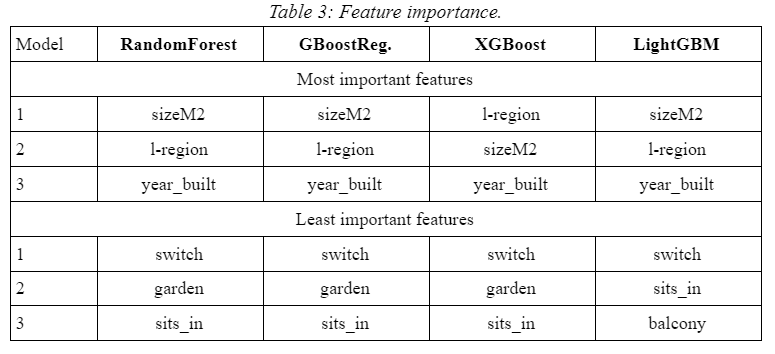 Table 3: Feature importance.
Model RandomForest GBoostReg. XGBoost LightGBM
Most important features
1 sizeM2 sizeM2 l-region sizeM2
2 l-region l-region sizeM2 l-region
3 year_built year_built year_built year_built
Least important features
1 switch switch switch switch
2 garden garden garden sits_in
3 sits_in sits_in sits_in balcony